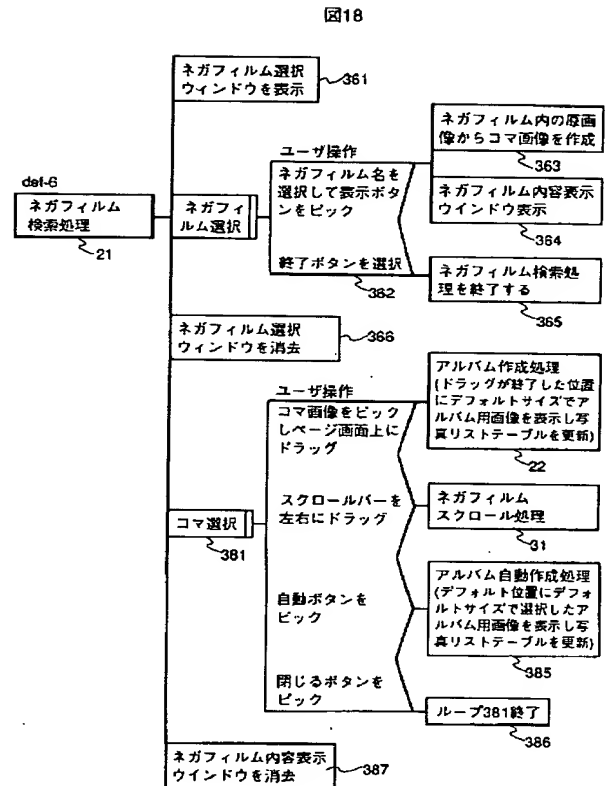 図18
ネガフィルム選択
ウィンドウを表示
361
def-6
ネガフィルム
検索処理
21
ネガフィ
ルム選択
ユーザ操作
ネガフィルム名を
選択して表示ボタ
ンをピック
終了ボタンを選択
362
ネガフィルム内の原画
像からコマ画像を作成
363
ネガフィルム内容表示
ウインドウ表示
364
ネガフィルム検索処
理を終了する
365
ネガフィルム選択
ウィンドウを消去
366
コマ選択
381
ユーザ操作
コマ画像をピック
しページ画面上に
ドラッグ
アルバム作成処理
(ドラッグが終了した位置
にデフォルトサイズでア
ルバム用画像を表示し写
真リストテーブルを更新)
22
スクロールバーを
左右にドラッグ
ネガフィルム
スクロール処理
31
自動ボタンを
ピック
アルバム自動作成処理
(デフォルト位置にデフォ
ルトサイズで選択したア
ルバム用画像を表示し写
真リストテーブルを更新)
385
閉じるボタンを
ピック
ループ381終了
386
ネガフィルム内容表示
ウインドウを消去
387